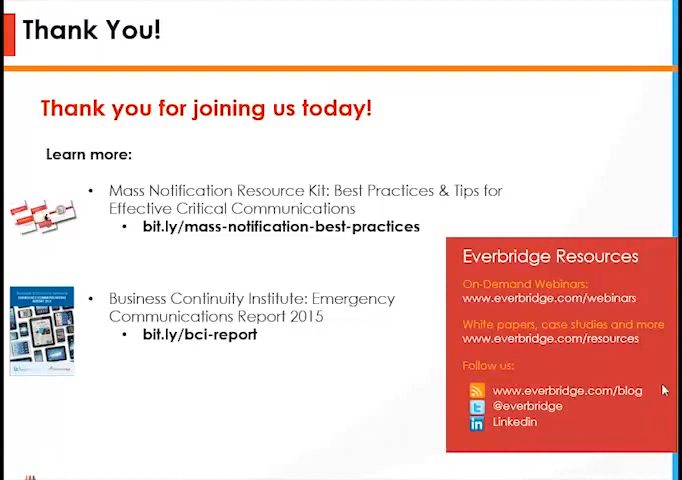 Thank You!
Thank you for joining us today!
Learn more:
• Mass Notification Resource Kit: Best Practices & Tips for
Effective Critical Communications
• bit.ly/mass-notification-best-practices
• Business Continuity Institute: Emergency
Communications Report 2015
• bit.ly/bci-report
Everbridge Resources
On-Demand Webinars:
www.everbridge.com/webinars
White papers, case studies and more
www.everbridge.com/resources
Follow us:
www.everbridge.com/blog
@everbridge
Linkedin